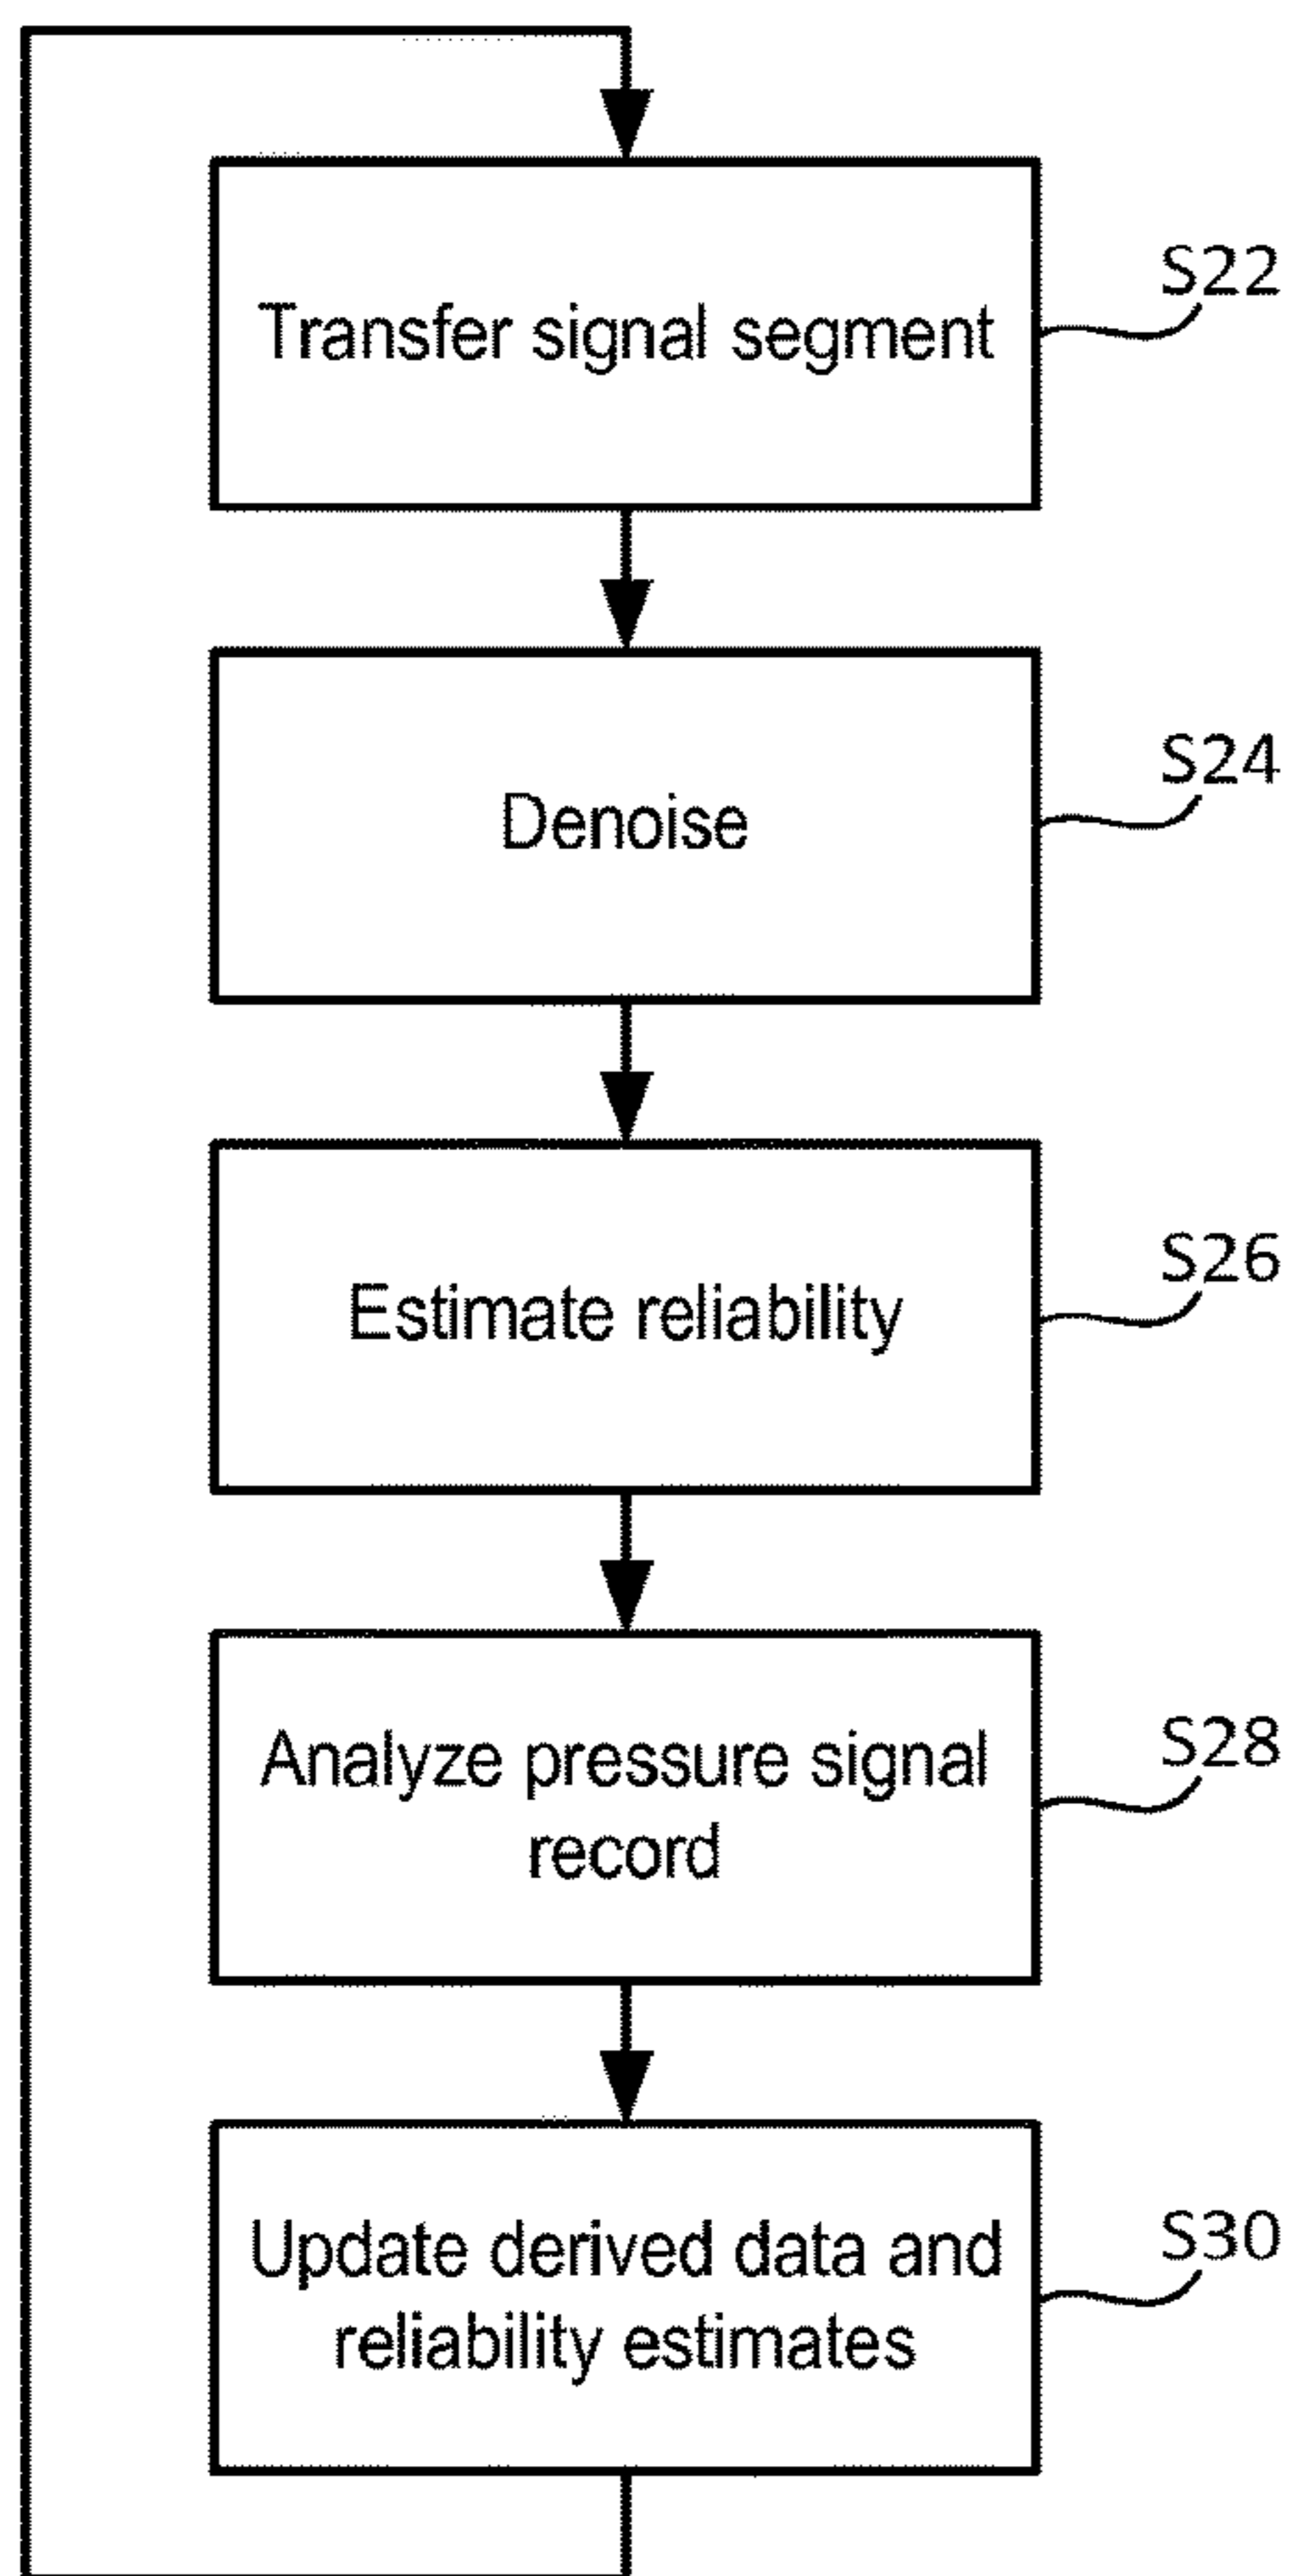 S22
Transfer signal segment
S24
Denoise
S26
Estimate reliability
S28
Analyze pressure signal
record
S30
Update derived data and
reliability estimates